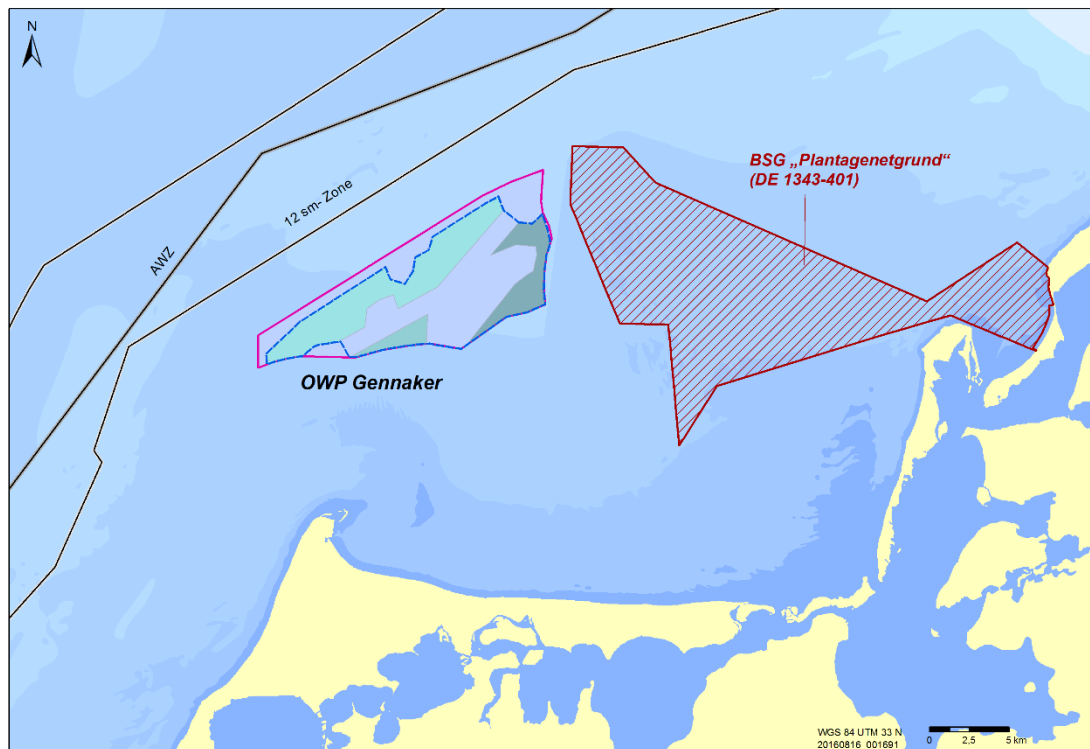 N
BSG „Plantagenetgrund“
(DE 1343-401)
12 sm- Zone
AWZ
OWP Gennaker
WGS 84 UTM 33 N
20160816_001691
0 2,5 5 km